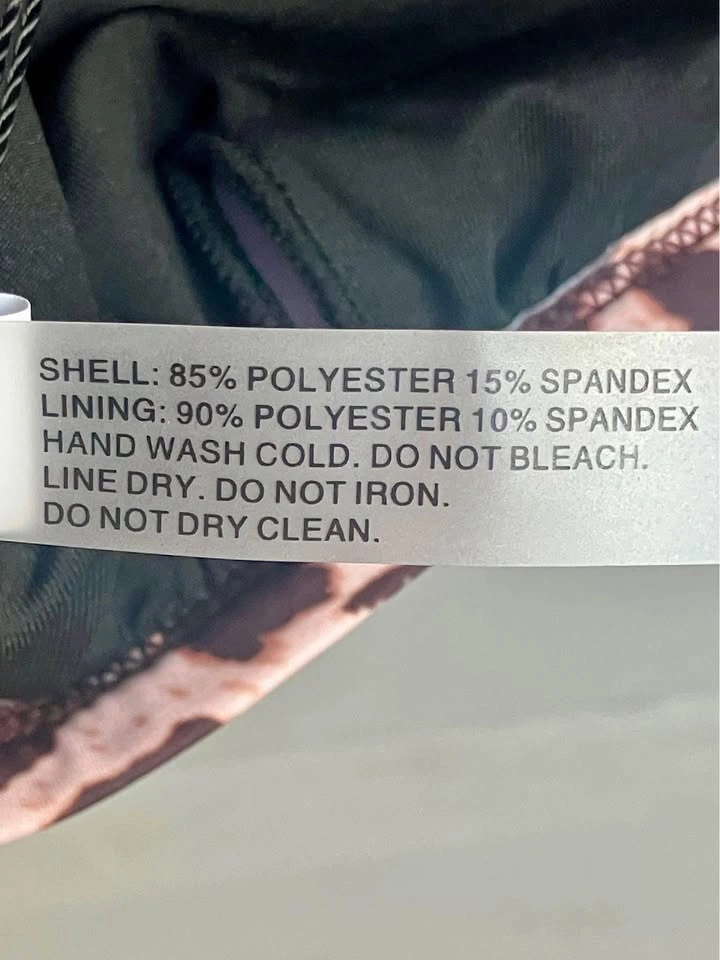 SHELL: 85% POLYESTER 15% SPANDEX
LINING: 90% POLYESTER 10% SPANDEX
HAND WASH COLD. DO NOT BLEACH.
LINE DRY. DO NOT IRON.
DO NOT DRY CLEAN.